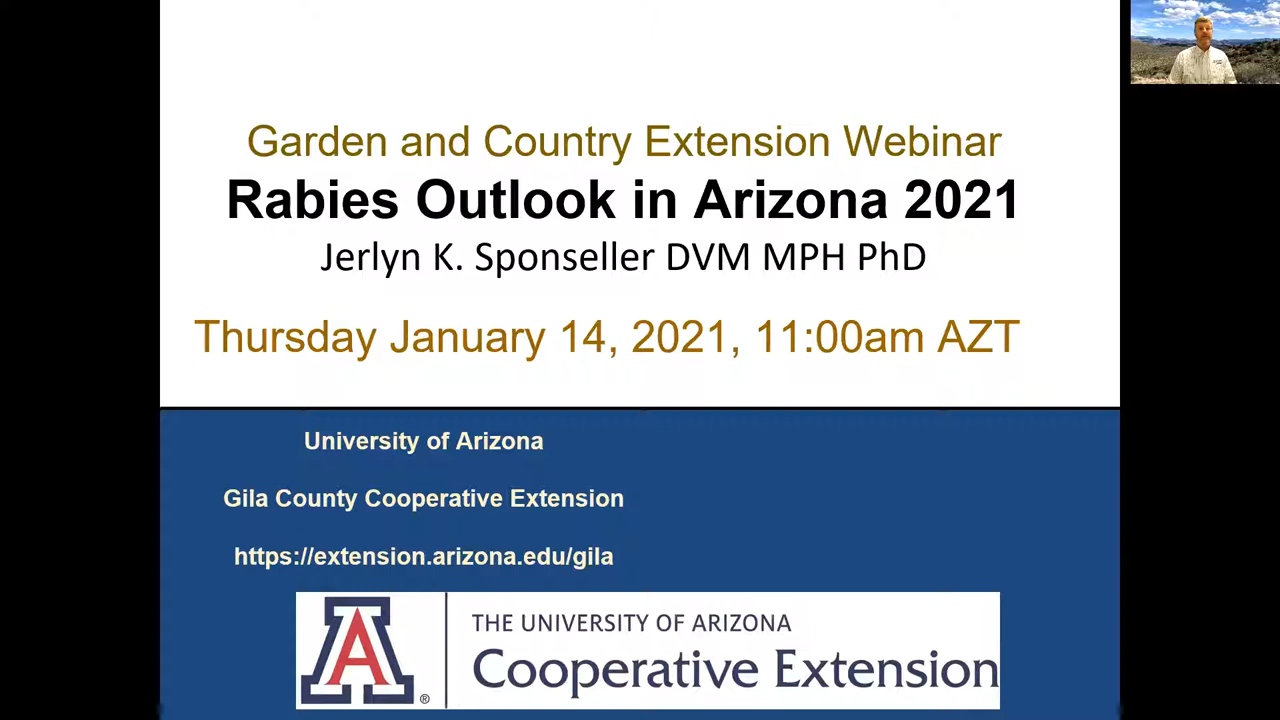 Garden and Country Extension Webinar
Rabies Outlook in Arizona 2021
Jerlyn K. Sponseller DVM MPH PhD
Thursday January 14, 2021, 11:00am AZT
University of Arizona
Gila County Cooperative Extension
https://extension.arizona.edu/gila
A®
THE UNIVERSITY OF ARIZONA
Cooperative Extension